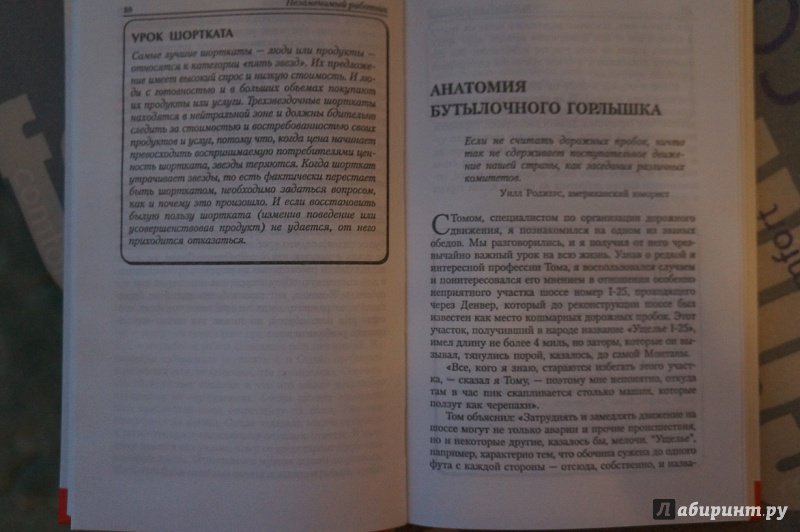 88
Незаменимый работник
УРОК ШОРТКАТА
Самые лучшие шорткаты — люди или продукты —
относятся к категории «пять звезд». Их предложе-
ние имеет высокий спрос и низкую стоимость. И лю-
ди с готовностью и в больших объемах покупают
их продукты или услуги. Трехзвездочные шорткаты
находятся в нейтральной зоне и должны бдительно
следить за стоимостью и востребованностью своих
продуктов и услуг, потому что, когда цена начинает
превосходить воспринимаемую потребителями цен-
ность шортката, звезды теряются. Когда шорткат
утрачивает звезды, то есть фактически перестает
быть шорткатом, необходимо задаться вопросом,
как и почему это произошло. И если восстановить
былую пользу шортката (изменив поведение или
усовершенствовав продукт) не удается, от него
приходится отказаться.
АНАТОМИЯ
БУТЫЛОЧНОГО ГОРЛЫШКА
Если не считать дорожных пробок, ничто
так не сдерживает поступательное движе-
ние нашей страны, как заседания различных
комитетов.
Уилл Роджерс, американский юморист
С Томом, специалистом по организации дорожного
движения, я познакомился на одном из званых
обедов. Мы разговорились, и я получил от него чрез-
вычайно важный урок на всю жизнь. Узнав о редкой и
интересной профессии Тома, я воспользовался случаем
и поинтересовался его мнением в отношении особенно
неприятного участка шоссе номер I-25, проходящего
через Денвер, который до реконструкции шоссе был
известен как место кошмарных дорожных пробок. Этот
участок, получивший в народе название «Ущелье I-25»,
имел длину не более 4 миль, но заторы, которые он вы-
зывал, тянулись порой, казалось, до самой Монтаны.
«Все, кого я знаю, стараются избегать этого участ-
ка, — сказал я Тому, — поэтому мне непонятно, откуда
там в час пик скапливается столько машин, которые
ползут как черепахи».
Том объяснил: «Затруднять и замедлять движение на
шоссе могут не только аварии и прочие происшествия,
но и некоторые другие, казалось бы, мелочи. "Ущелье",
например, характерно тем, что обочина сужена до одного
фута с каждой стороны — отсюда, собственно, и назва-
Лабиринт.ру